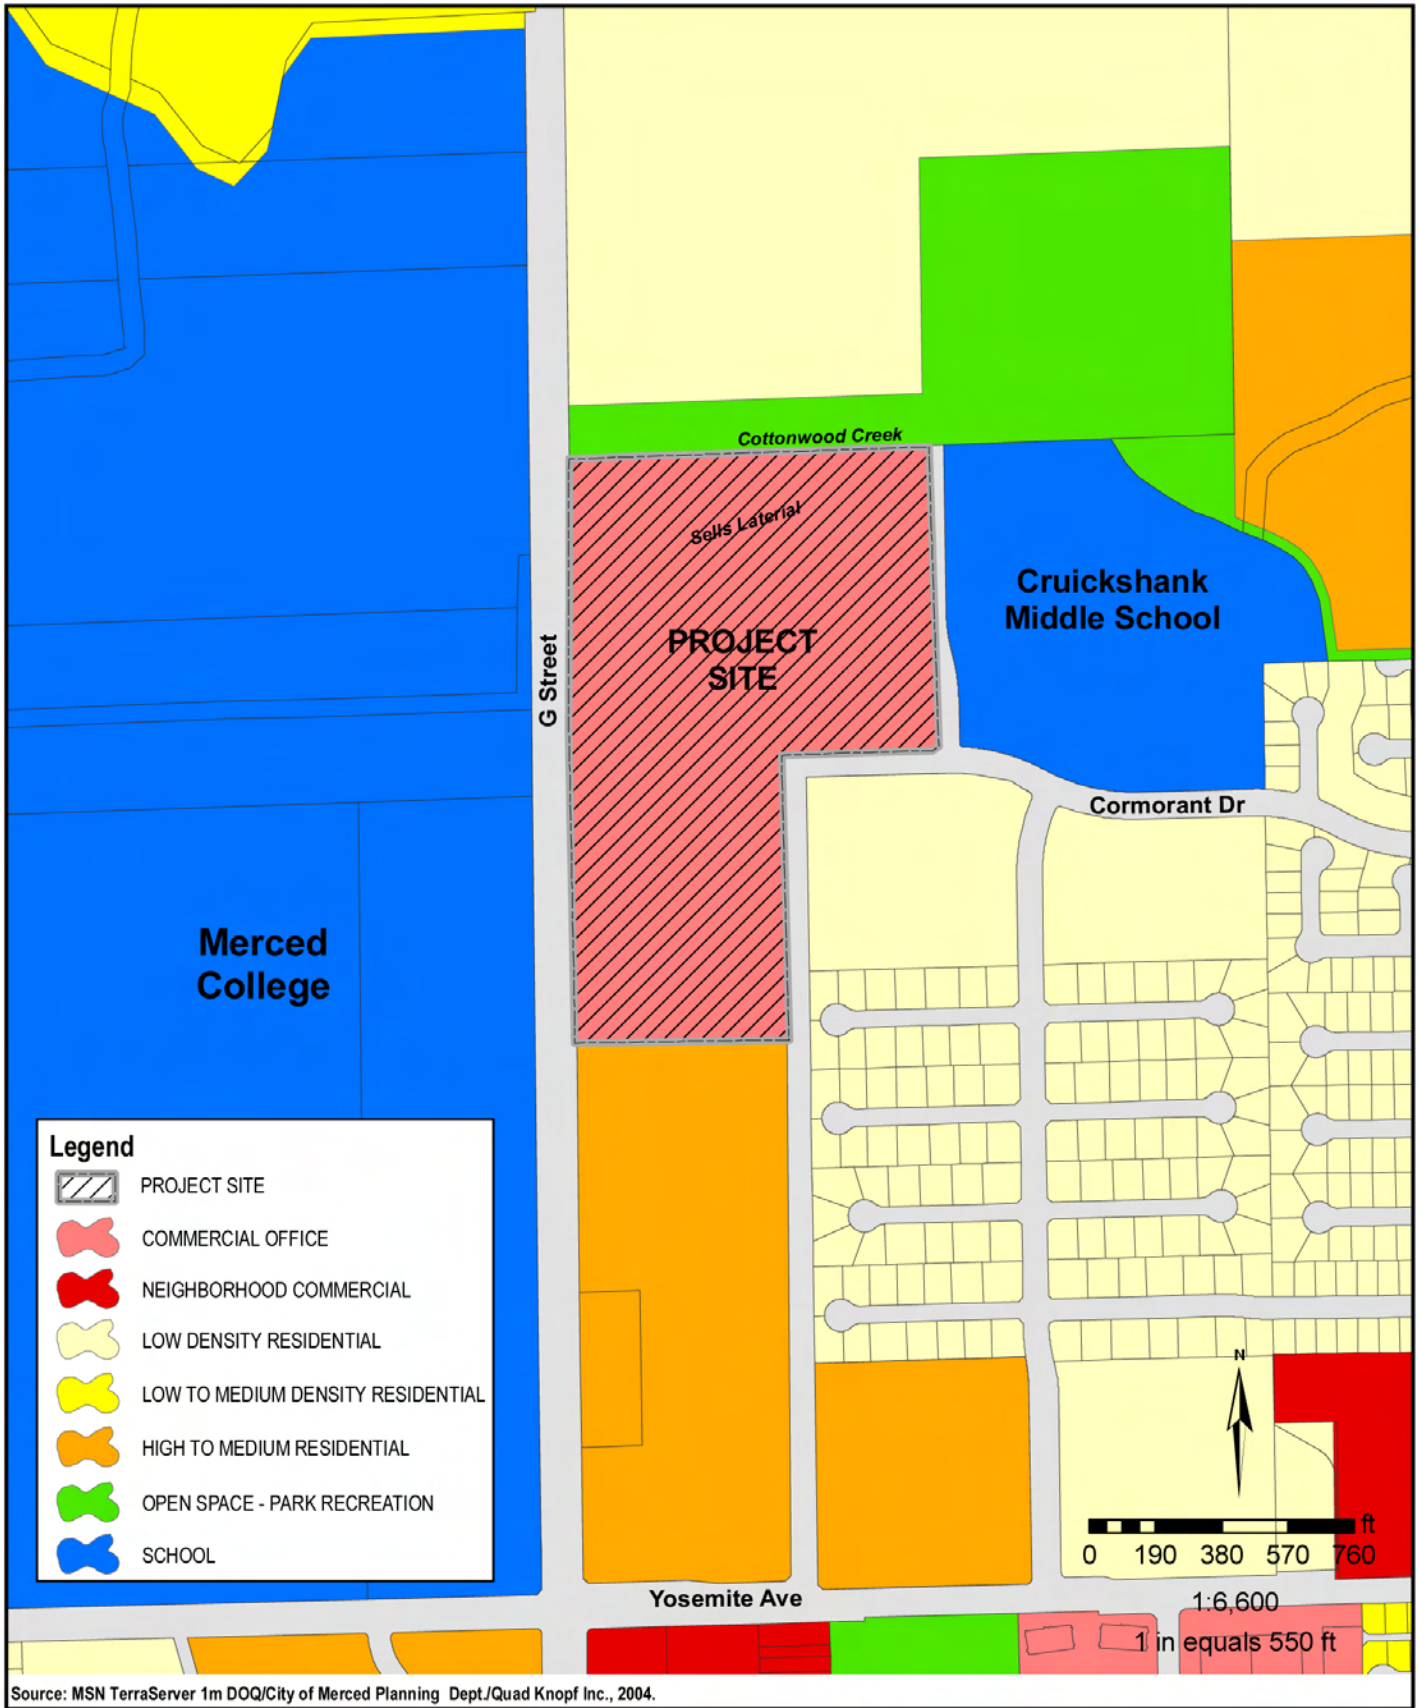 Cottonwood Creek
Sells Laterial
Cruickshank
Middle School
PROJECT
SITE
G Street
Cormorant Dr
Merced
College
Legend
PROJECT SITE
COMMERCIAL OFFICE
NEIGHBORHOOD COMMERCIAL
LOW DENSITY RESIDENTIAL
LOW TO MEDIUM DENSITY RESIDENTIAL
HIGH TO MEDIUM RESIDENTIAL
OPEN SPACE - PARK RECREATION
SCHOOL
N
ft
0 190 380 570 760
1:6,600
1 in equals 550 ft
Yosemite Ave
Source: MSN TerraServer 1m DOQ/City of Merced Planning Dept./Quad Knopf Inc., 2004.